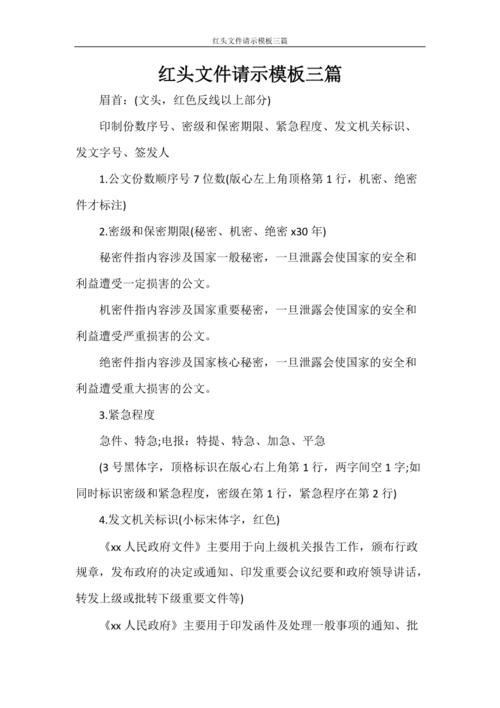 红头文件请示模板三篇
红头文件请示模板三篇
眉首：(文头，红色反线以上部分)
印制份数序号、密级和保密期限、紧急程度、发文机关标识、
发文字号、签发人
1.公文份数顺序号 7 位数(版心左上角顶格第 1 行，机密、绝密
件才标注)
2.密级和保密期限(秘密、机密、绝密 x30 年)
秘密件指内容涉及国家一般秘密，一旦泄露会使国家的安全和
利益遭受一定损害的公文。
机密件指内容涉及国家重要秘密，一旦泄露会使国家的安全和
利益遭受严重损害的公文。
绝密件指内容涉及国家核心秘密，一旦泄露会使国家的安全和
利益遭受重大损害的公文。
3.紧急程度
急件、特急;电报：特提、特急、加急、平急
(3 号黑体字，顶格标识在版心右上角第 1 行，两字间空 1 字;如
同时标识密级和紧急程度，密级在第 1 行，紧急程序在第 2 行)
4.发文机关标识(小标宋体字，红色)
《xx 人民政府文件》主要用于向上级机关报告工作，颁布行政
规章，发布政府的决定或通知、印发重要会议纪要和政府领导讲话，
转发上级或批转下级重要文件等)
《xx 人民政府》主要用于印发函件及处理一般事项的通知、批